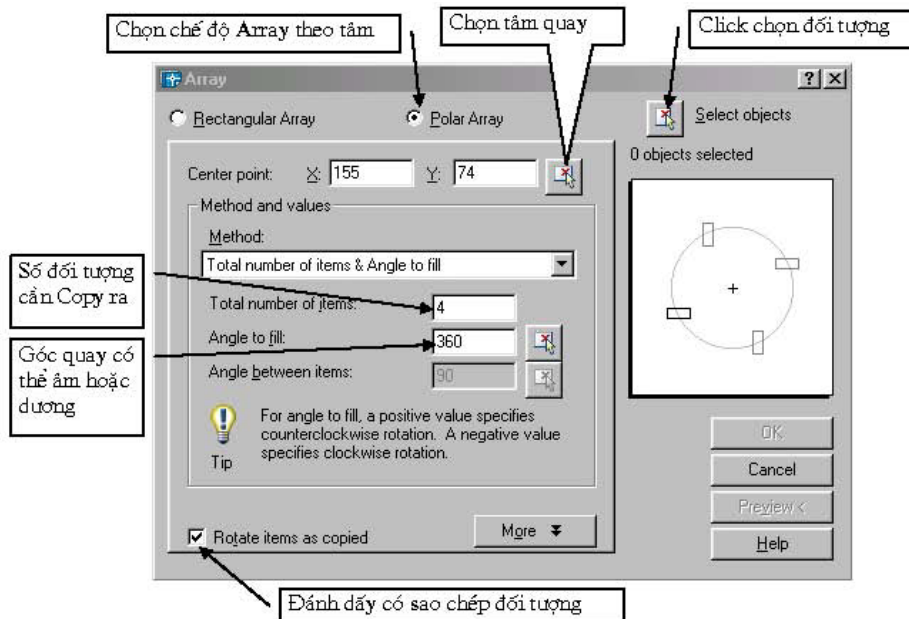 Chọn chế độ Array theo tâm
Chọn tâm quay
Click chọn đối tượng
Array
Rectangular Array
Polar Array
Select objects
0 objects selected
Center point: X: 155 Y: 74
Method and values
Method:
Total number of items & Angle to fill
Số đối tượng
cần Copy ra
Total number of items: 4
Angle to fill: 360
Góc quay có
thể âm hoặc
dương
Angle between items: 90
Tip
For angle to fill, a positive value specifies
counterclockwise rotation. A negative value
specifies clockwise rotation.
OK
Cancel
Preview <
Help
Rotate items as copied
More
Đánh dấy có sao chép đối tượng